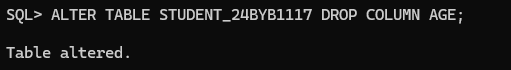 SQL> ALTER TABLE STUDENT_24BYB1117 DROP COLUMN AGE;
Table altered.